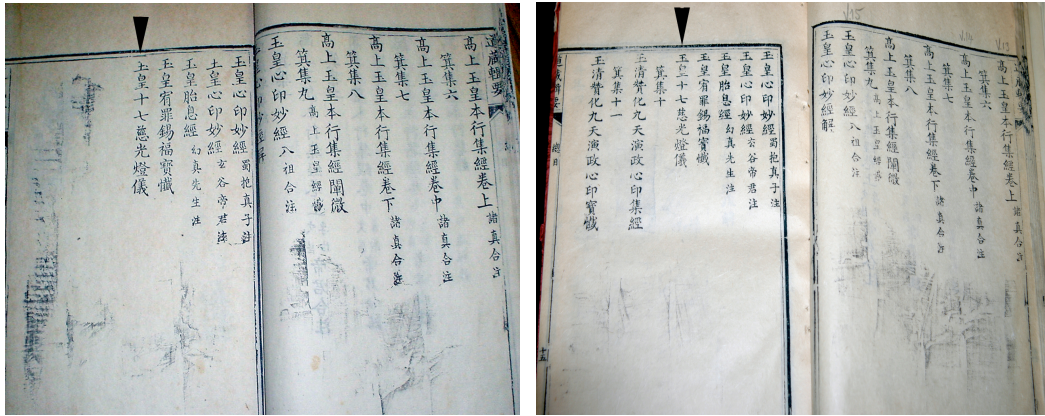 道藏輯要
高上玉皇本行集經卷上 諸真合注
箕集六
高上玉皇本行集經卷中 諸真合注
箕集七
高上玉皇本行集經卷下 諸真合注
箕集八
高上玉皇本行集經闡微
箕集九 高上玉皇經
玉皇心印妙經 八祖合注
心印妙經解
玉皇心印妙經 蜀抱真子註
玉皇心印妙經 玄谷帝君注
玉皇胎息經 幻真先生注
玉皇宥罪錫福寶懺
玉皇十七慈光燈儀
高上玉皇本行集經卷上 諸真合注
箕集六
高上玉皇本行集經卷中 諸真合注
箕集七
高上玉皇本行集經卷下 諸真合注
箕集八
高上玉皇本行集經闡微
箕集九 高上玉皇經
玉皇心印妙經 八祖合注
玉皇心印妙經解
玉皇心印妙經 蜀抱真子注
玉皇心印妙經 玄谷帝君注
玉皇胎息經 幻真先生注
玉皇宥罪錫福寶懺
玉皇十七慈光燈儀
箕集十
玉清贊化九天演政心印集經
箕集十一
玉清贊化九天演政心印寶懺
道藏輯要
總目